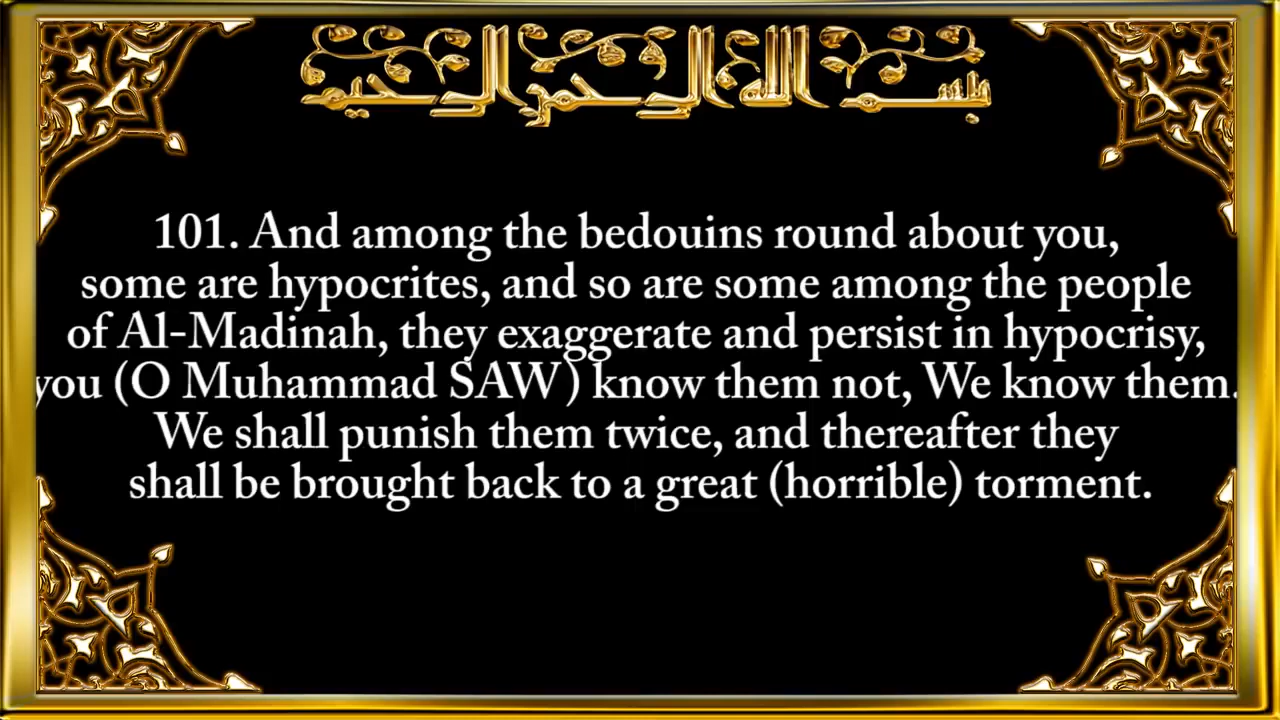 بسم الله الرحمن الرحيم
101. And among the bedouins round about you,
some are hypocrites, and so are some among the people
of Al-Madinah, they exaggerate and persist in hypocrisy,
you (O Muhammad SAW) know them not, We know them.
We shall punish them twice, and thereafter they
shall be brought back to a great (horrible) torment.